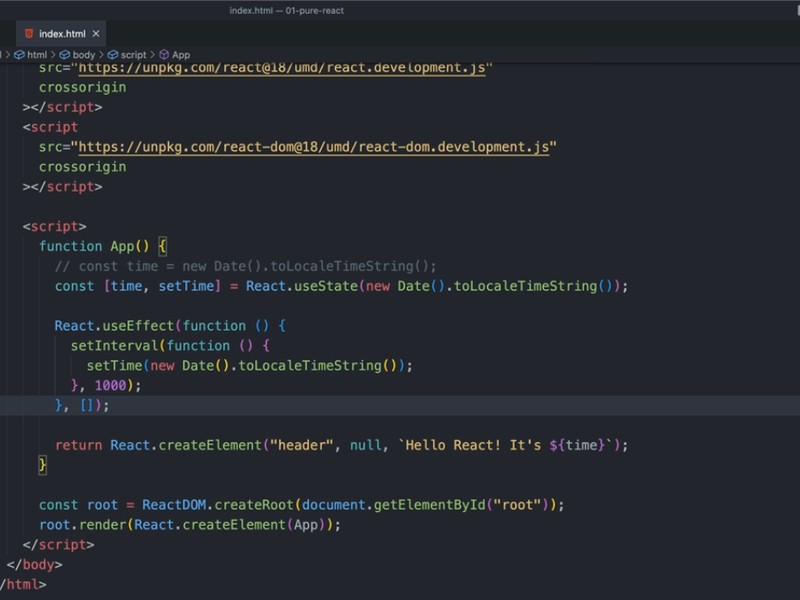 index.html — 01-pure-react
index.html ×
html > body > script > App
src="https://unpkg.com/react@18/umd/react.development.js"
crossorigin
></script>
<script
src="https://unpkg.com/react-dom@18/umd/react-dom.development.js"
crossorigin
></script>
<script>
function App() {
// const time = new Date().toLocaleTimeString();
const [time, setTime] = React.useState(new Date().toLocaleTimeString());
React.useEffect(function () {
setInterval(function () {
setTime(new Date().toLocaleTimeString());
}, 1000);
}, []);
return React.createElement("header", null, `Hello React! It's ${time}`);
}
const root = ReactDOM.createRoot(document.getElementById("root"));
root.render(React.createElement(App));
</script>
</body>
/html>